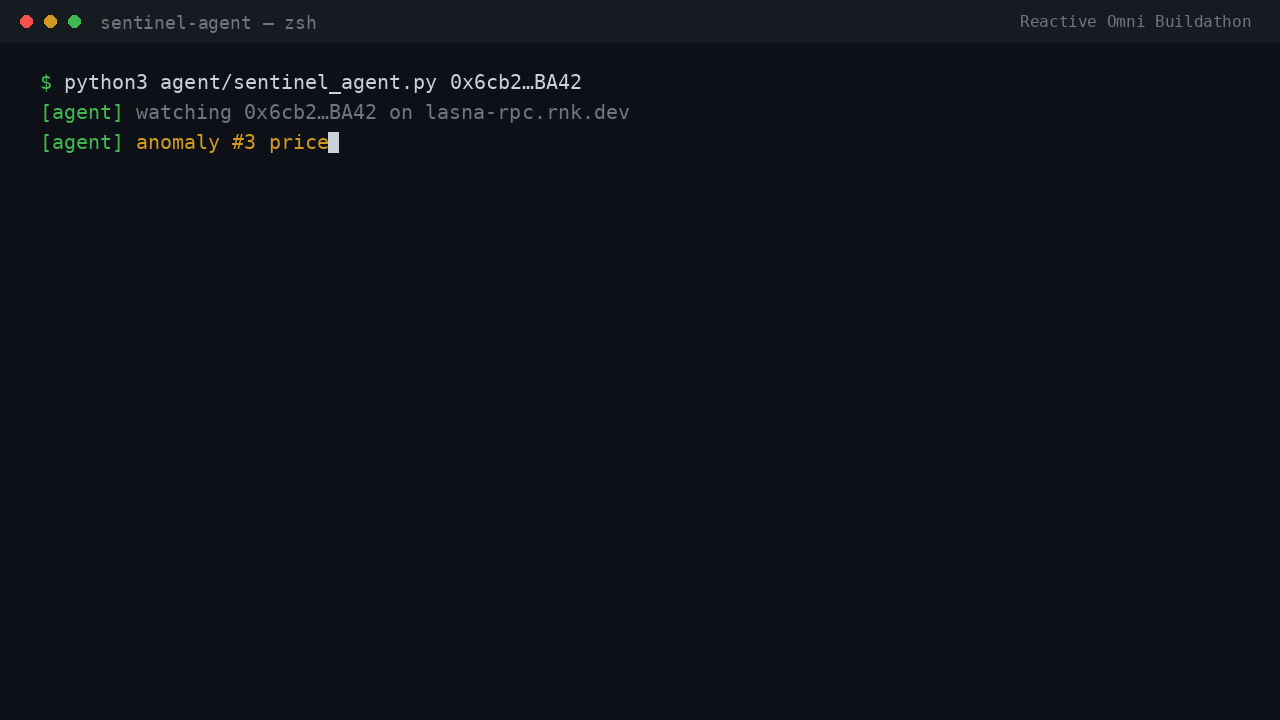 sentinel-agent — zsh
Reactive Omni Buildathon
$ python3 agent/sentinel_agent.py 0x6cb2…BA42
[agent] watching 0x6cb2…BA42 on lasna-rpc.rnk.dev
[agent] anomaly #3 price